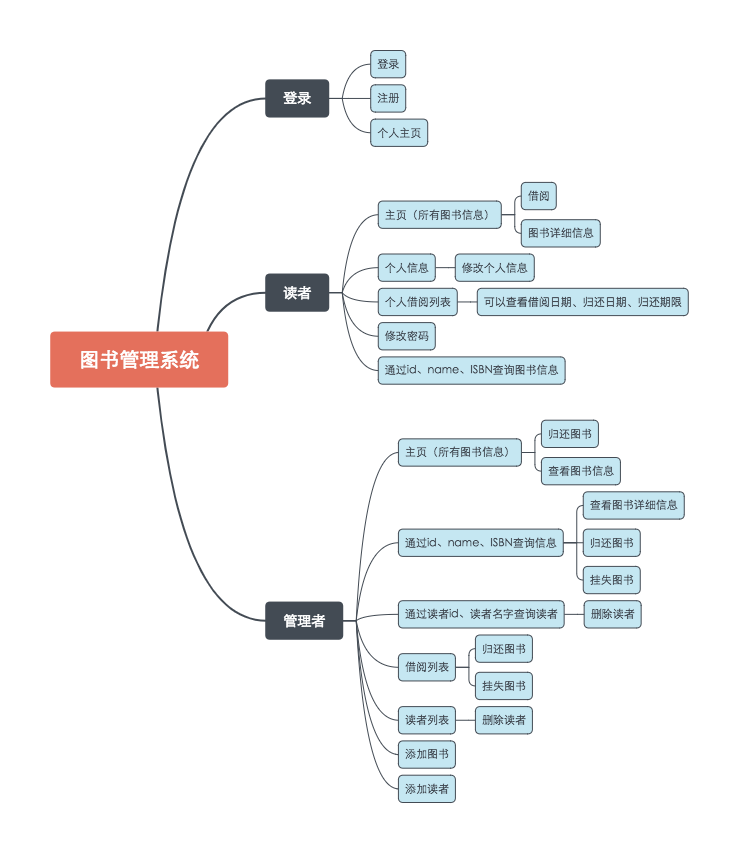 图书管理系统
登录
登录
注册
个人主页
读者
主页（所有图书信息）
借阅
图书详细信息
个人信息
修改个人信息
个人借阅列表
可以查看借阅日期、归还日期、归还期限
修改密码
通过id、name、ISBN查询图书信息
管理者
主页（所有图书信息）
归还图书
查看图书信息
通过id、name、ISBN查询信息
查看图书详细信息
归还图书
挂失图书
通过读者id、读者名字查询读者
删除读者
借阅列表
归还图书
挂失图书
读者列表
删除读者
添加图书
添加读者